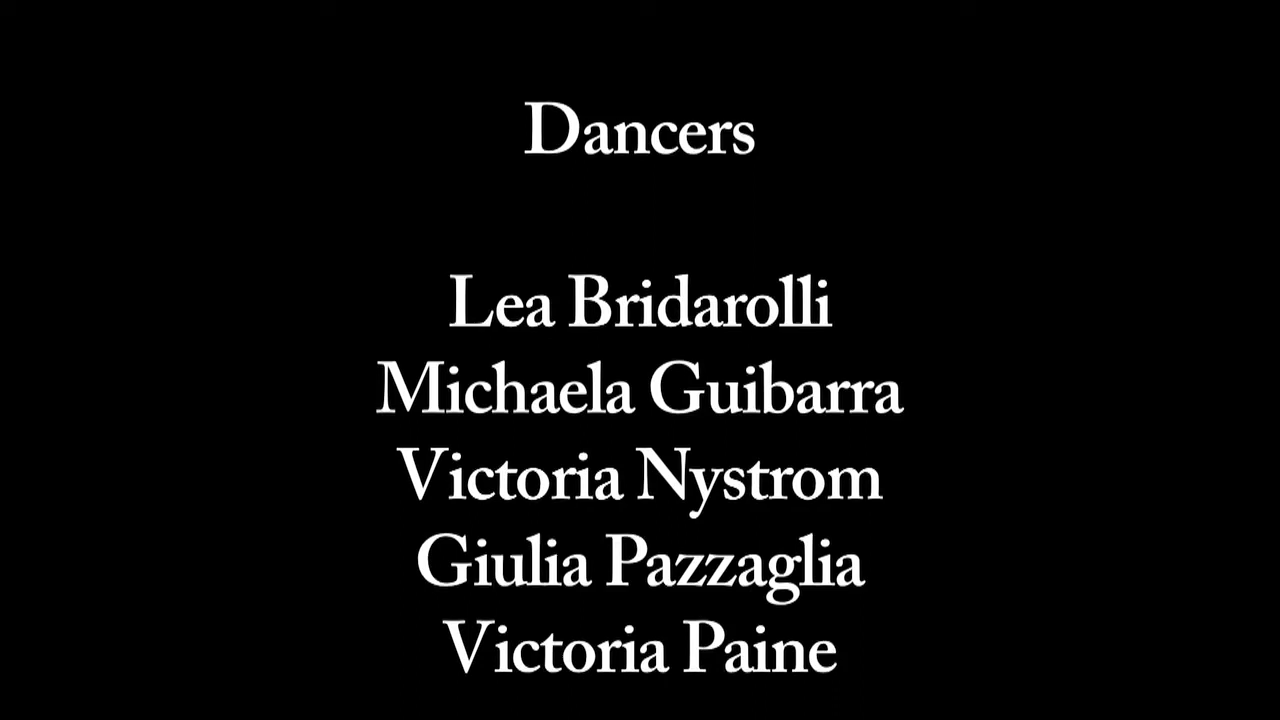 Dancers
Lea Bridarolli
Michaela Guibarra
Victoria Nystrom
Giulia Pazzaglia
Victoria Paine